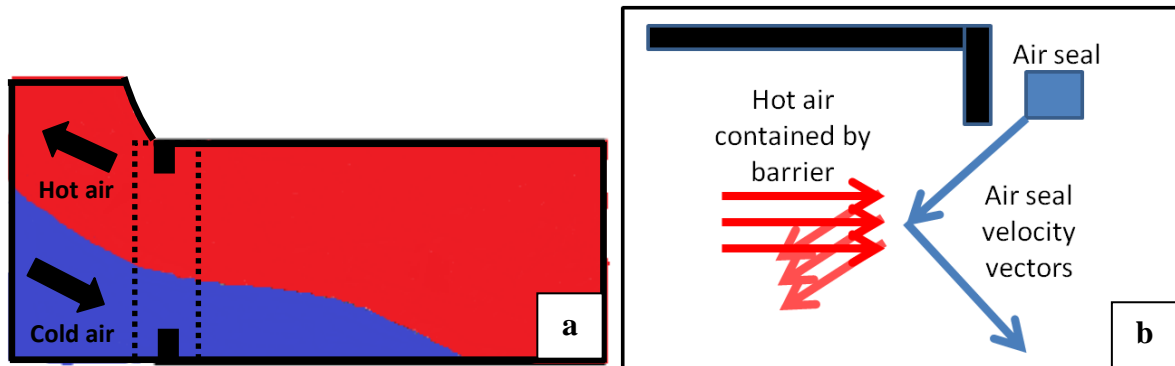 Hot air
Cold air
a
Air seal
Hot air
contained by
barrier
Air seal
velocity
vectors
b